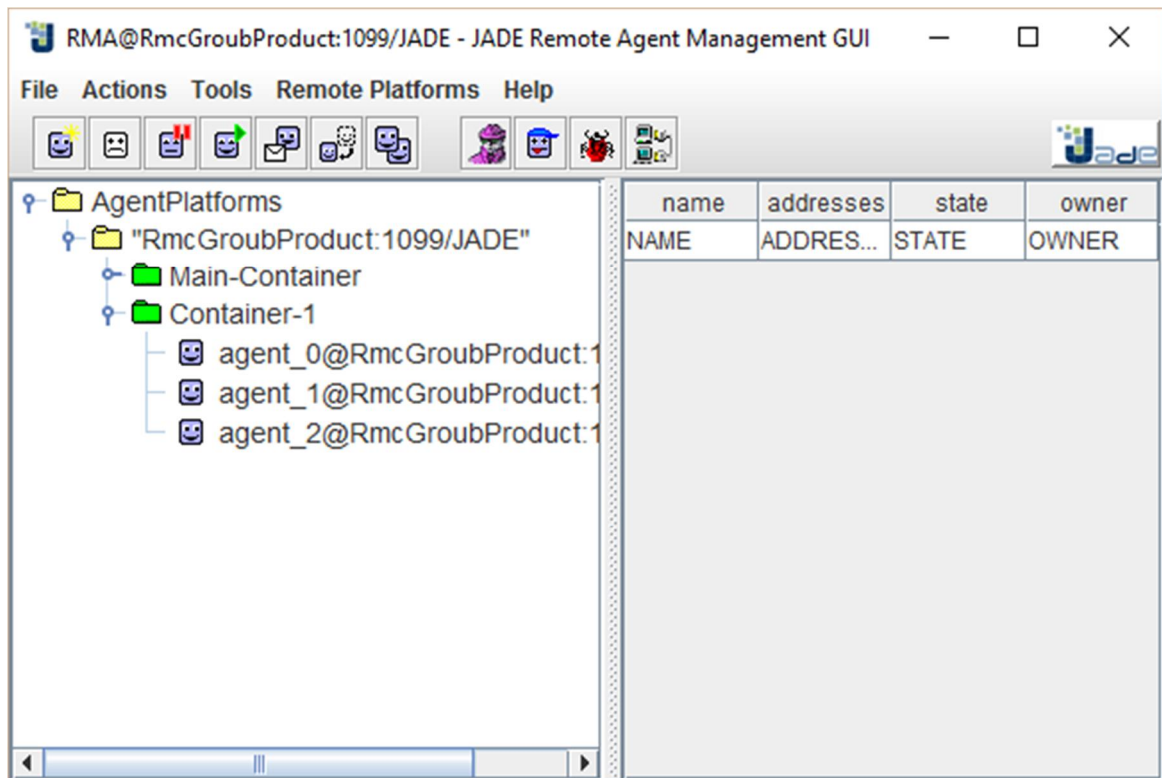 RMA@RmcGroubProduct:1099/JADE - JADE Remote Agent Management GUI
File Actions Tools Remote Platforms Help
Jade
AgentPlatforms
"RmcGroubProduct:1099/JADE"
Main-Container
Container-1
agent_0@RmcGroubProduct:1
agent_1@RmcGroubProduct:1
agent_2@RmcGroubProduct:1
name addresses state owner
NAME ADDRES... STATE OWNER